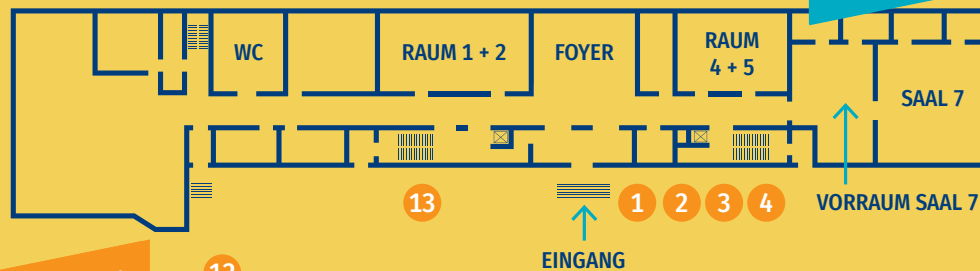 WC
RAUM 1 + 2
FOYER
RAUM
4 + 5
SAAL 7
13
1
2
3
4
VORRAUM SAAL 7
EINGANG
12